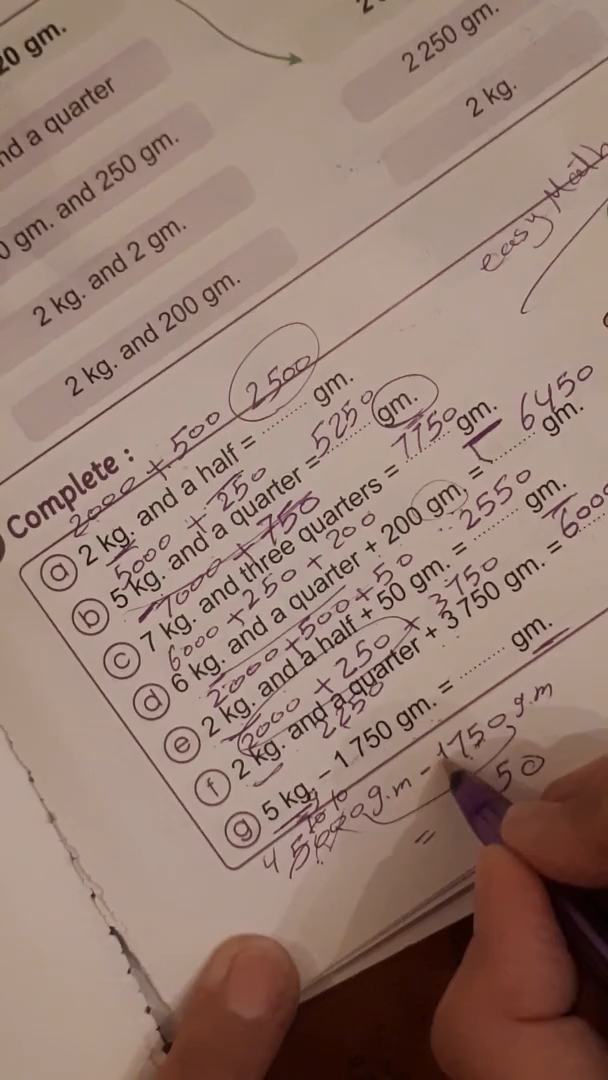 20 gm.
nd a quarter
0 gm. and 250 gm.
2 kg. and 2 gm.
2 kg. and 200 gm.
2 250 gm.
2 kg.
easy Math
Complete :
2000 + 500
a 2 kg. and a half = 2500 gm.
5000 + 250
b 5 kg. and a quarter = 5250 gm.
7000 + 750
c 7 kg. and three quarters = 7750 gm.
6000 + 250 + 200
d 6 kg. and a quarter + 200 gm. = 6450 gm.
2000 + 500 + 50
e 2 kg. and a half + 50 gm. = 2550 gm.
2000 + 250 + 3750
f 2 kg. and a quarter + 3 750 gm. = 6000
2250
g 5 kg. – 1 750 gm. = ........ gm.
4 5000 g.m – 1750 g.m
= 50